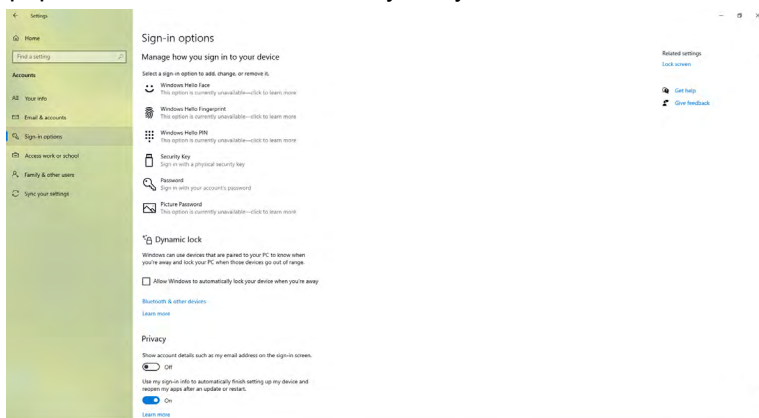 Settings
Home
Find a setting
Accounts
Your info
Email & accounts
Sign-in options
Access work or school
Family & other users
Sync your settings
Sign-in options
Manage how you sign in to your device
Select a sign-in option to add, change, or remove it.
Windows Hello Face
This option is currently unavailable—click to learn more
Windows Hello Fingerprint
This option is currently unavailable—click to learn more
Windows Hello PIN
This option is currently unavailable—click to learn more
Security Key
Sign in with a physical security key
Password
Sign in with your account's password
Picture Password
This option is currently unavailable—click to learn more
Dynamic lock
Windows can use devices that are paired to your PC to know when
you're away and lock your PC when those devices go out of range.
Allow Windows to automatically lock your device when you're away
Bluetooth & other devices
Learn more
Privacy
Show account details such as my email address on the sign-in screen.
Off
Use my sign-in info to automatically finish setting up my device and
reopen my apps after an update or restart.
On
Learn more
Related settings
Lock screen
Get help
Give feedback